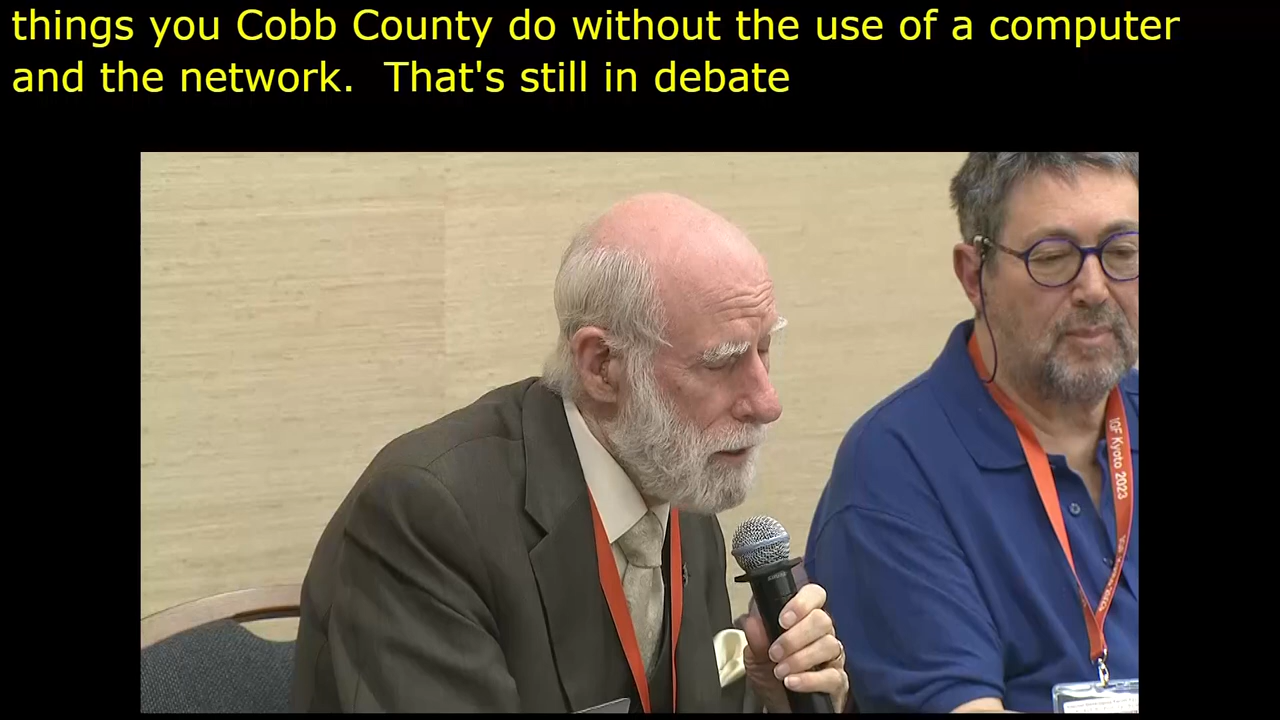 things you Cobb County do without the use of a computer
and the network.  That's still in debate
IGF Kyoto 2023